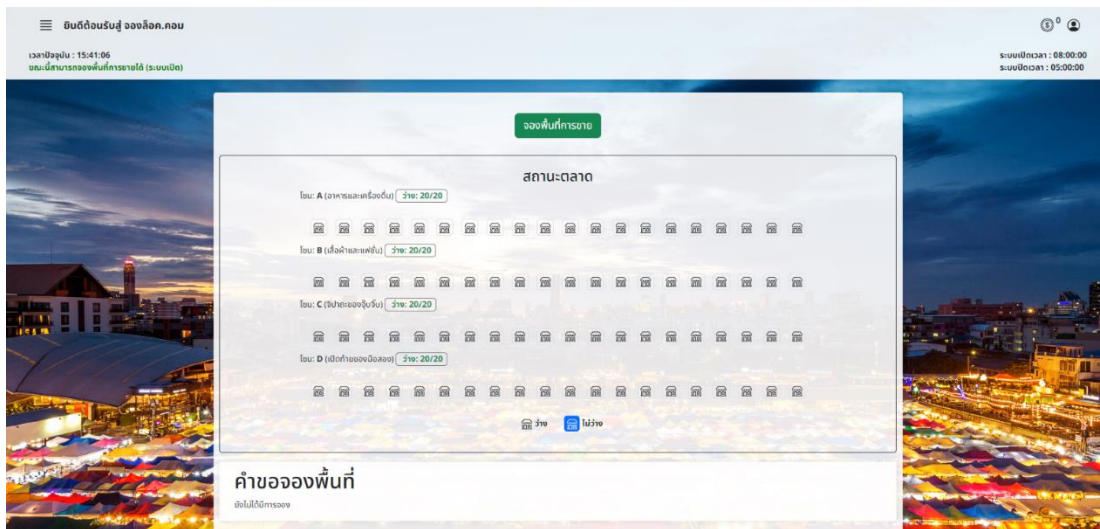 ยินดีต้อนรับสู่ จองล็อค.คอม
0
เวลาปัจจุบัน : 15:41:06
ขณะนี้สามารถจองพื้นที่การขายได้ (ระบบเปิด)
ระบบเปิดเวลา : 08:00:00
ระบบปิดเวลา : 05:00:00
จองพื้นที่การขาย
สถานะตลาด
โซน: A (อาหารและเครื่องดื่ม) ว่าง: 20/20
โซน: B (เสื้อผ้าและแฟชั่น) ว่าง: 20/20
โซน: C (จิปาถะของจุ๊บจิ๊บ) ว่าง: 20/20
โซน: D (เปิดท้ายของมือสอง) ว่าง: 20/20
ว่าง ไม่ว่าง
คำขอจองพื้นที่
ยังไม่ได้มีการจอง